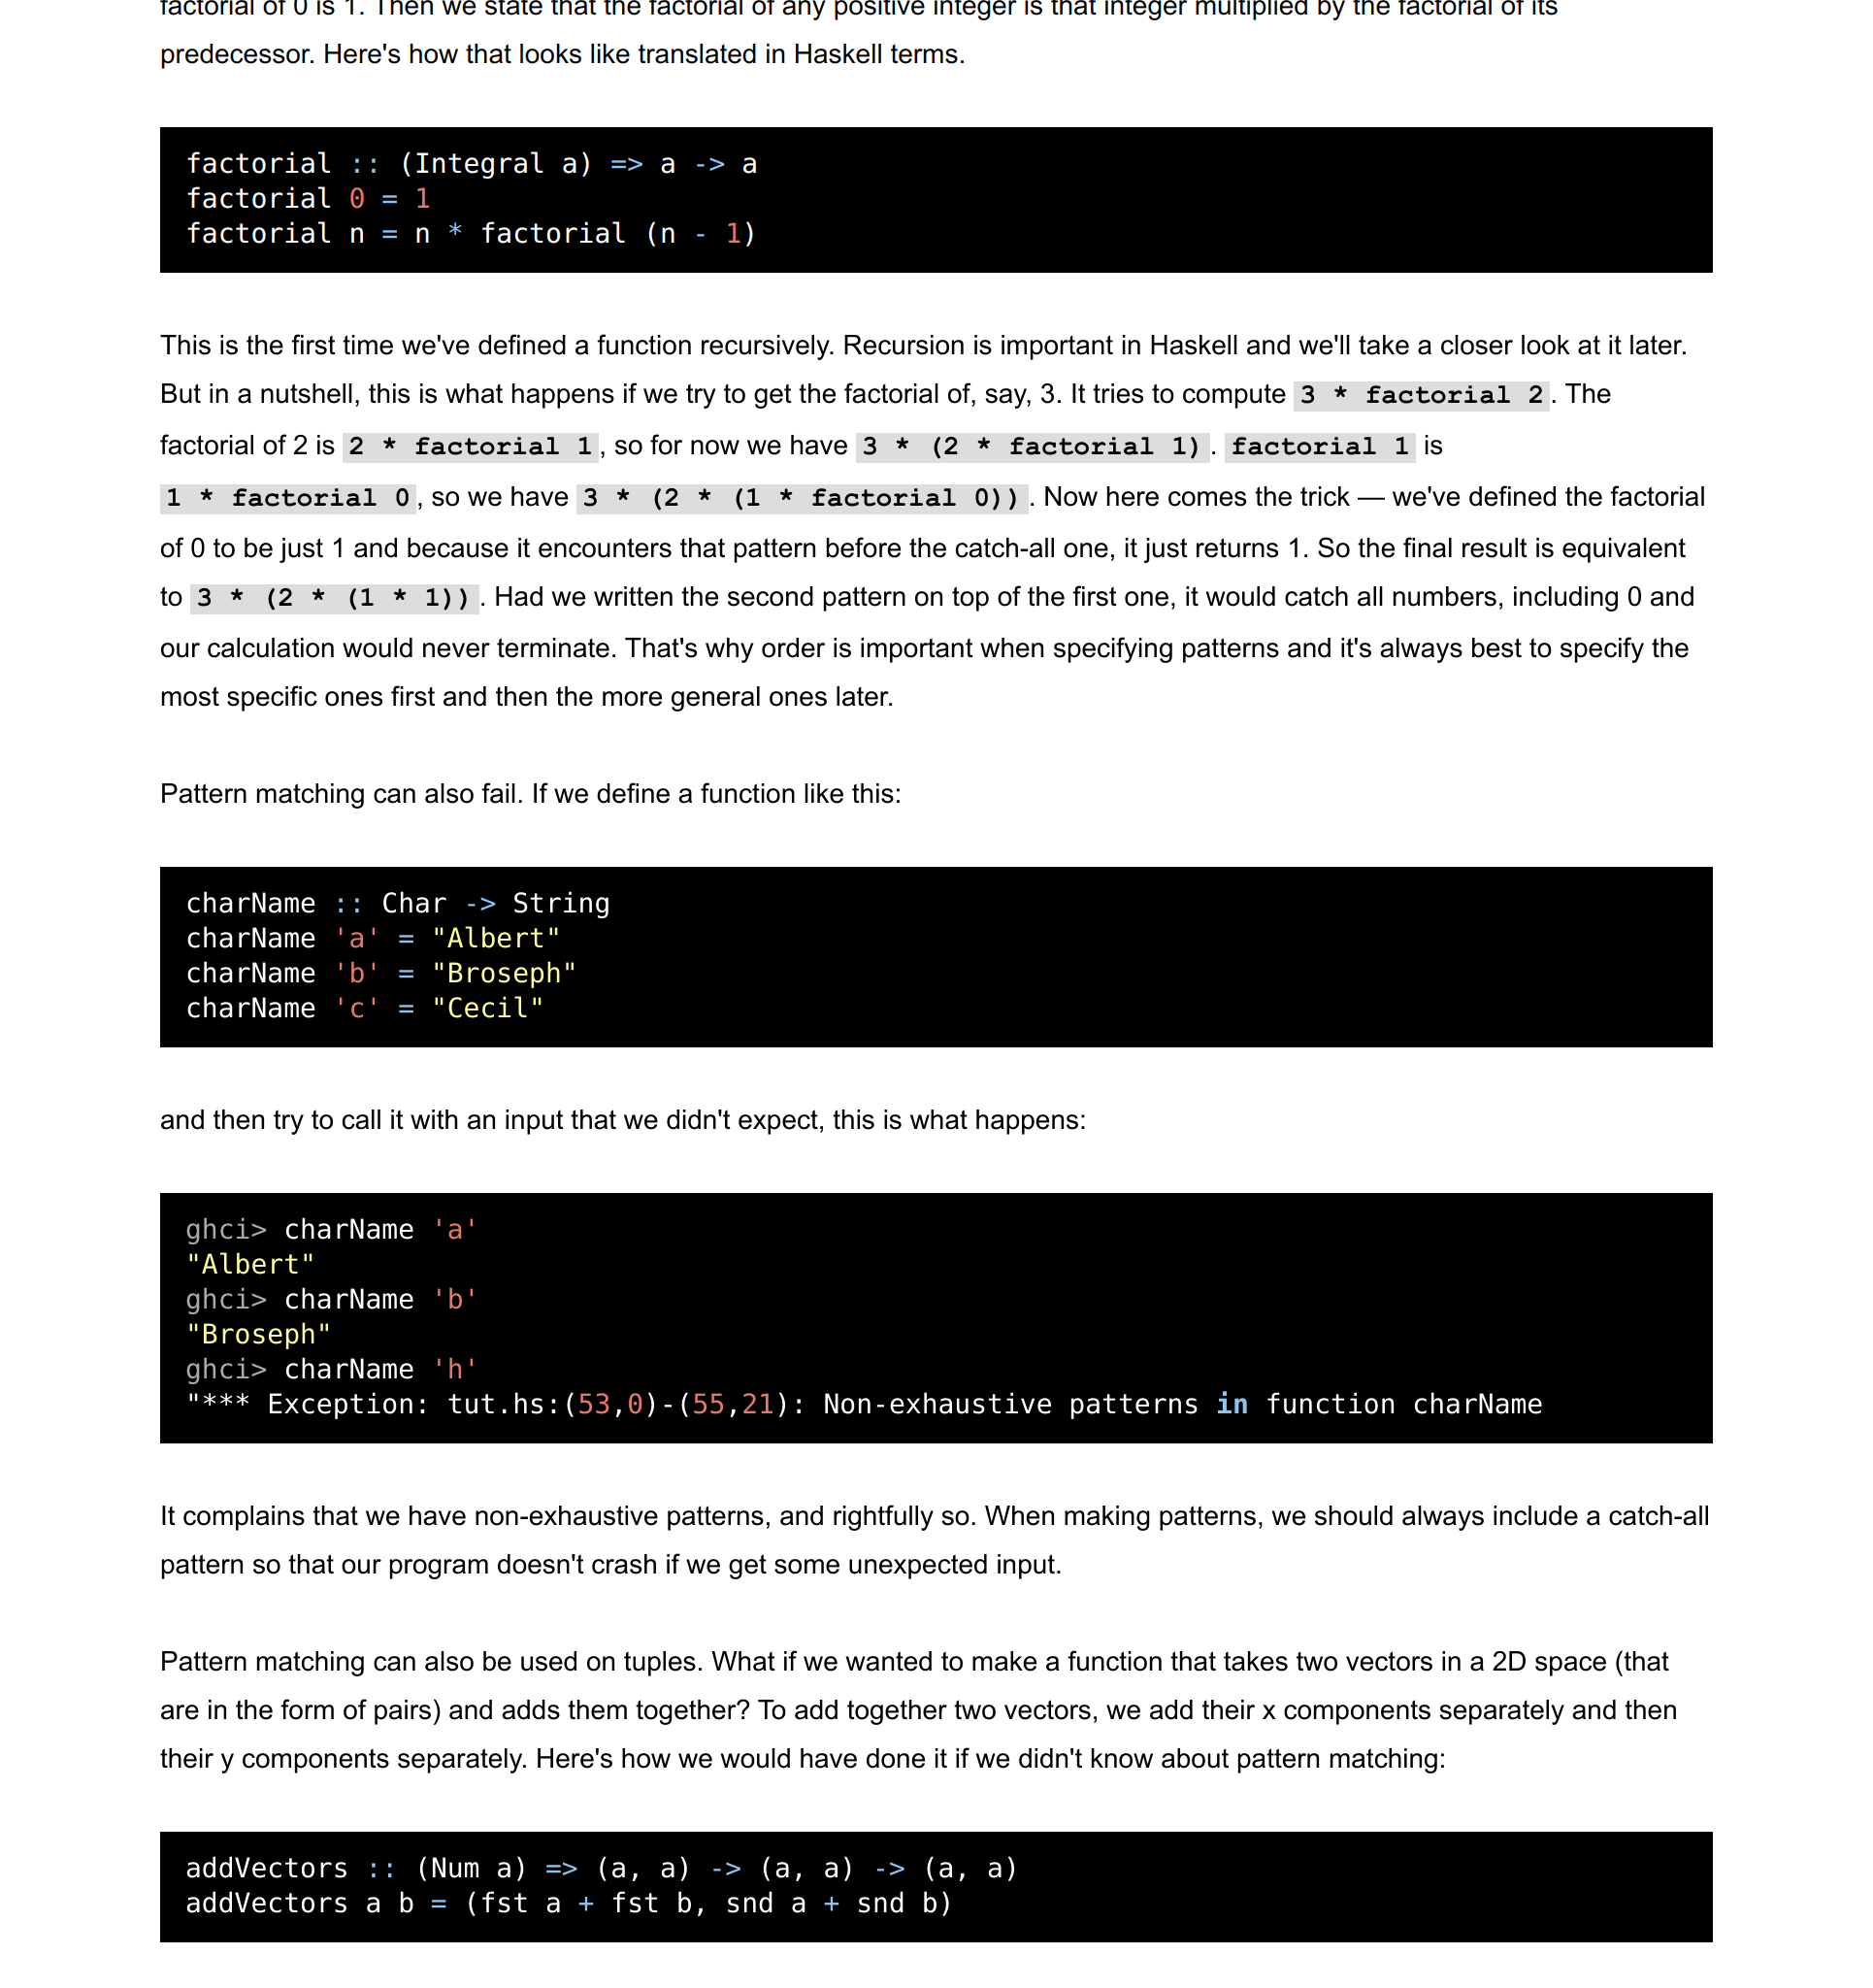 factorial of 0 is 1. Then we state that the factorial of any positive integer is that integer multiplied by the factorial of its
predecessor. Here's how that looks like translated in Haskell terms.
factorial :: (Integral a) => a -> a
factorial 0 = 1
factorial n = n * factorial (n - 1)
This is the first time we've defined a function recursively. Recursion is important in Haskell and we'll take a closer look at it later.
But in a nutshell, this is what happens if we try to get the factorial of, say, 3. It tries to compute 3 * factorial 2. The
factorial of 2 is 2 * factorial 1, so for now we have 3 * (2 * factorial 1). factorial 1 is
1 * factorial 0, so we have 3 * (2 * (1 * factorial 0)). Now here comes the trick — we've defined the factorial
of 0 to be just 1 and because it encounters that pattern before the catch-all one, it just returns 1. So the final result is equivalent
to 3 * (2 * (1 * 1)). Had we written the second pattern on top of the first one, it would catch all numbers, including 0 and
our calculation would never terminate. That's why order is important when specifying patterns and it's always best to specify the
most specific ones first and then the more general ones later.
Pattern matching can also fail. If we define a function like this:
charName :: Char -> String
charName 'a' = "Albert"
charName 'b' = "Broseph"
charName 'c' = "Cecil"
and then try to call it with an input that we didn't expect, this is what happens:
ghci> charName 'a'
"Albert"
ghci> charName 'b'
"Broseph"
ghci> charName 'h'
"*** Exception: tut.hs:(53,0)-(55,21): Non-exhaustive patterns in function charName
It complains that we have non-exhaustive patterns, and rightfully so. When making patterns, we should always include a catch-all
pattern so that our program doesn't crash if we get some unexpected input.
Pattern matching can also be used on tuples. What if we wanted to make a function that takes two vectors in a 2D space (that
are in the form of pairs) and adds them together? To add together two vectors, we add their x components separately and then
their y components separately. Here's how we would have done it if we didn't know about pattern matching:
addVectors :: (Num a) => (a, a) -> (a, a) -> (a, a)
addVectors a b = (fst a + fst b, snd a + snd b)